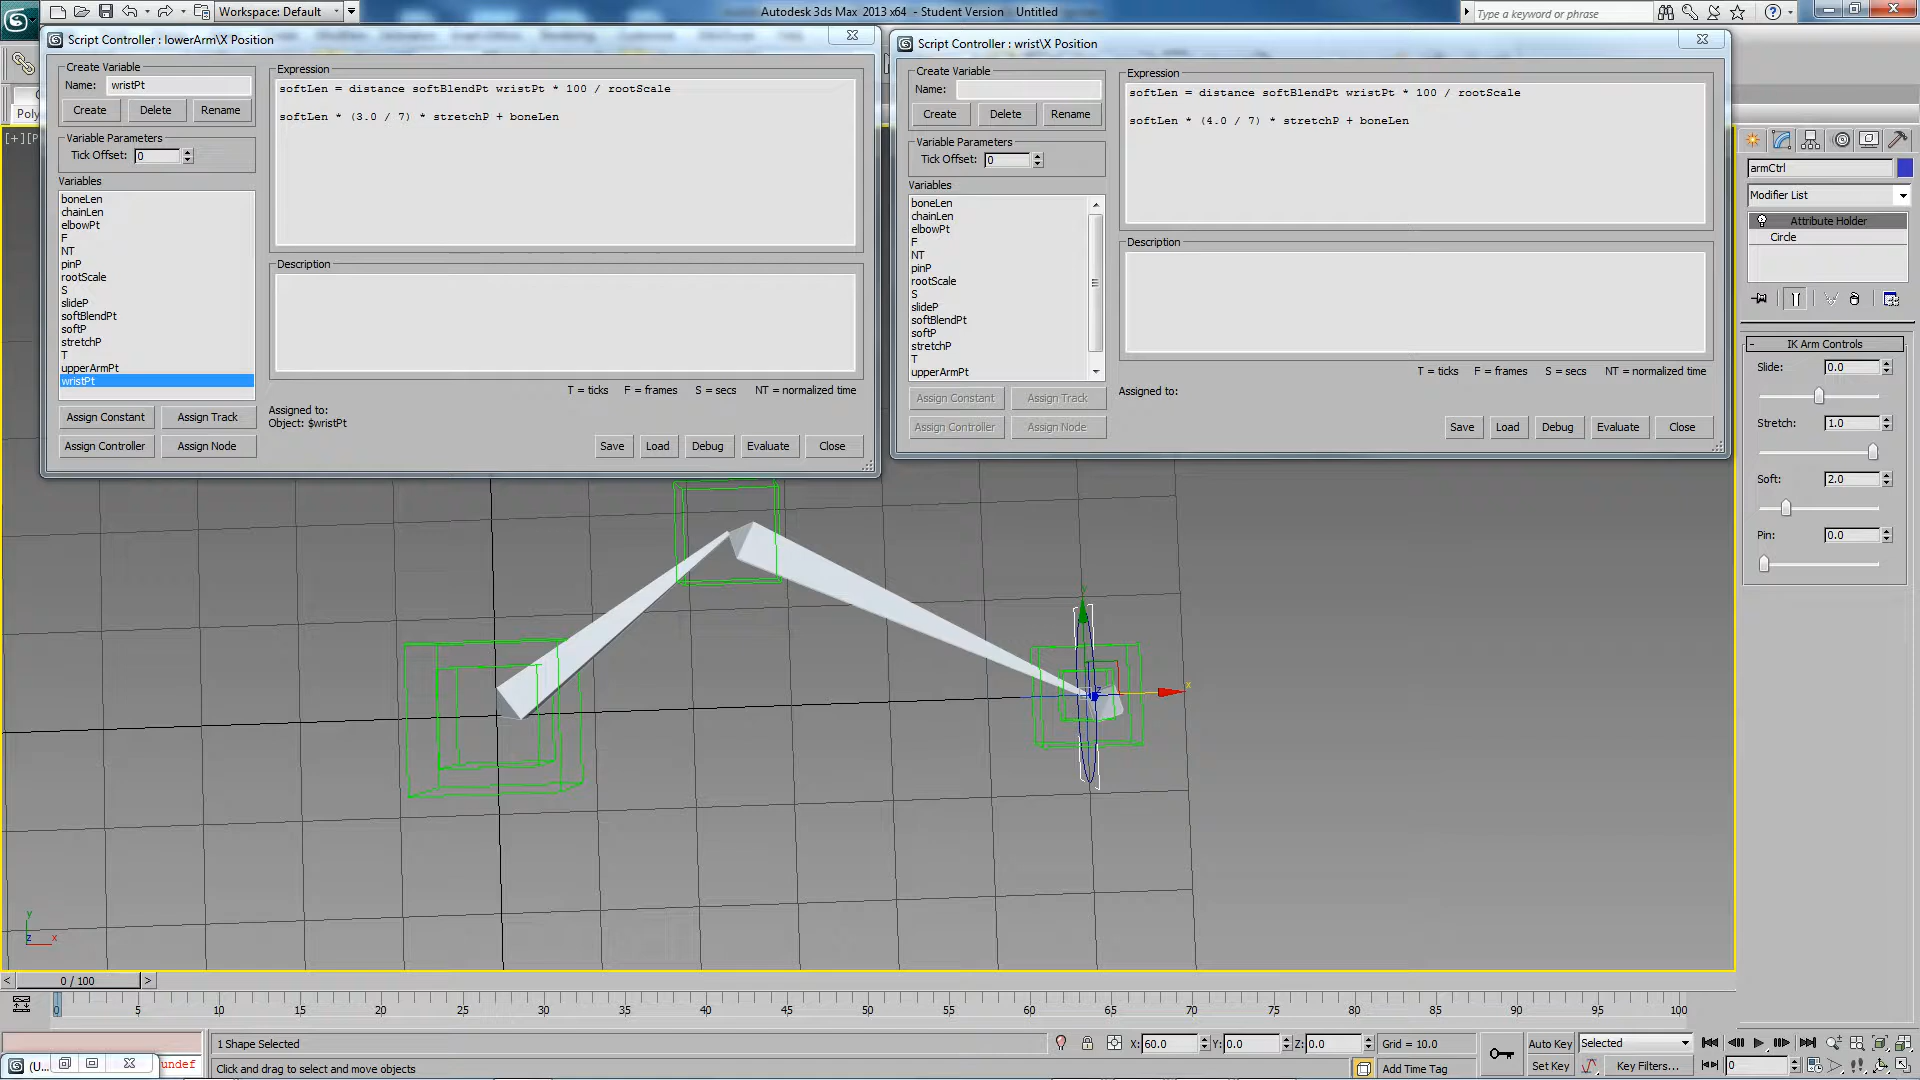 Workspace: Default
Autodesk 3ds Max 2013 x64 - Student Version Untitled
Type a keyword or phrase
Script Controller : lowerArm\X Position
Create Variable
Name: wristPt
Create Delete Rename
Variable Parameters
Tick Offset: 0
Variables
boneLen
chainLen
elbowPt
F
NT
pinP
rootScale
S
slideP
softBlendPt
softP
stretchP
T
upperArmPt
wristPt
Assign Constant Assign Track
Assign Controller Assign Node
Expression
softLen = distance softBlendPt wristPt * 100 / rootScale
softLen * (3.0 / 7) * stretchP + boneLen
Description
T = ticks F = frames S = secs NT = normalized time
Assigned to:
Object: $wristPt
Save Load Debug Evaluate Close
Script Controller : wrist\X Position
Create Variable
Name:
Create Delete Rename
Variable Parameters
Tick Offset: 0
Variables
boneLen
chainLen
elbowPt
F
NT
pinP
rootScale
S
slideP
softBlendPt
softP
stretchP
T
upperArmPt
Assign Constant Assign Track
Assign Controller Assign Node
Expression
softLen = distance softBlendPt wristPt * 100 / rootScale
softLen * (4.0 / 7) * stretchP + boneLen
Description
T = ticks F = frames S = secs NT = normalized time
Assigned to:
Save Load Debug Evaluate Close
Poly
[+][P
armCtrl
Modifier List
Attribute Holder
Circle
- IK Arm Controls
Slide: 0.0
Stretch: 1.0
Soft: 2.0
Pin: 0.0
y
x
z
y
z x
< 0 / 100 >
0 5 10 15 20 25 30 35 40 45 50 55 60 65 70 75 80 85 90 95 100
1 Shape Selected
X: 60.0 Y: 0.0 Z: 0.0
Grid = 10.0
Auto Key Selected
(U... undef
Click and drag to select and move objects
Add Time Tag
Set Key Key Filters...
0